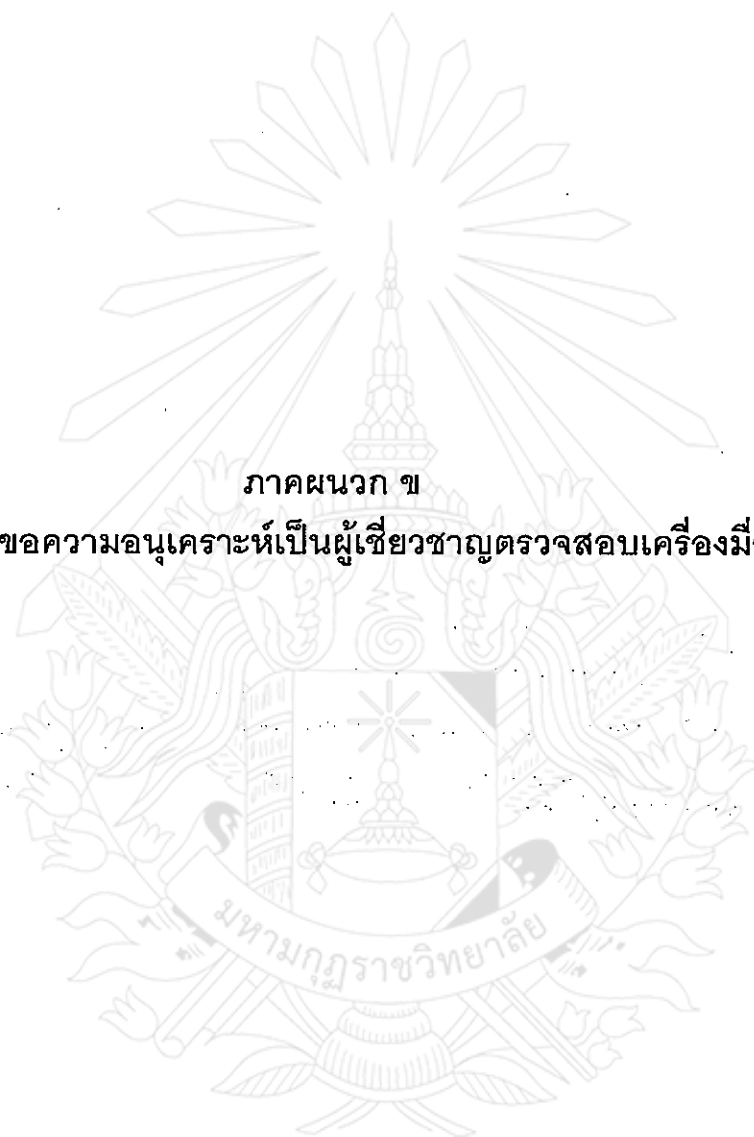 ภาคผนวก ข
ขอความอนุเคราะห์เป็นผู้เชี่ยวชาญตรวจสอบเครื่องมื
มหามกุฏราชวิทยาลัย